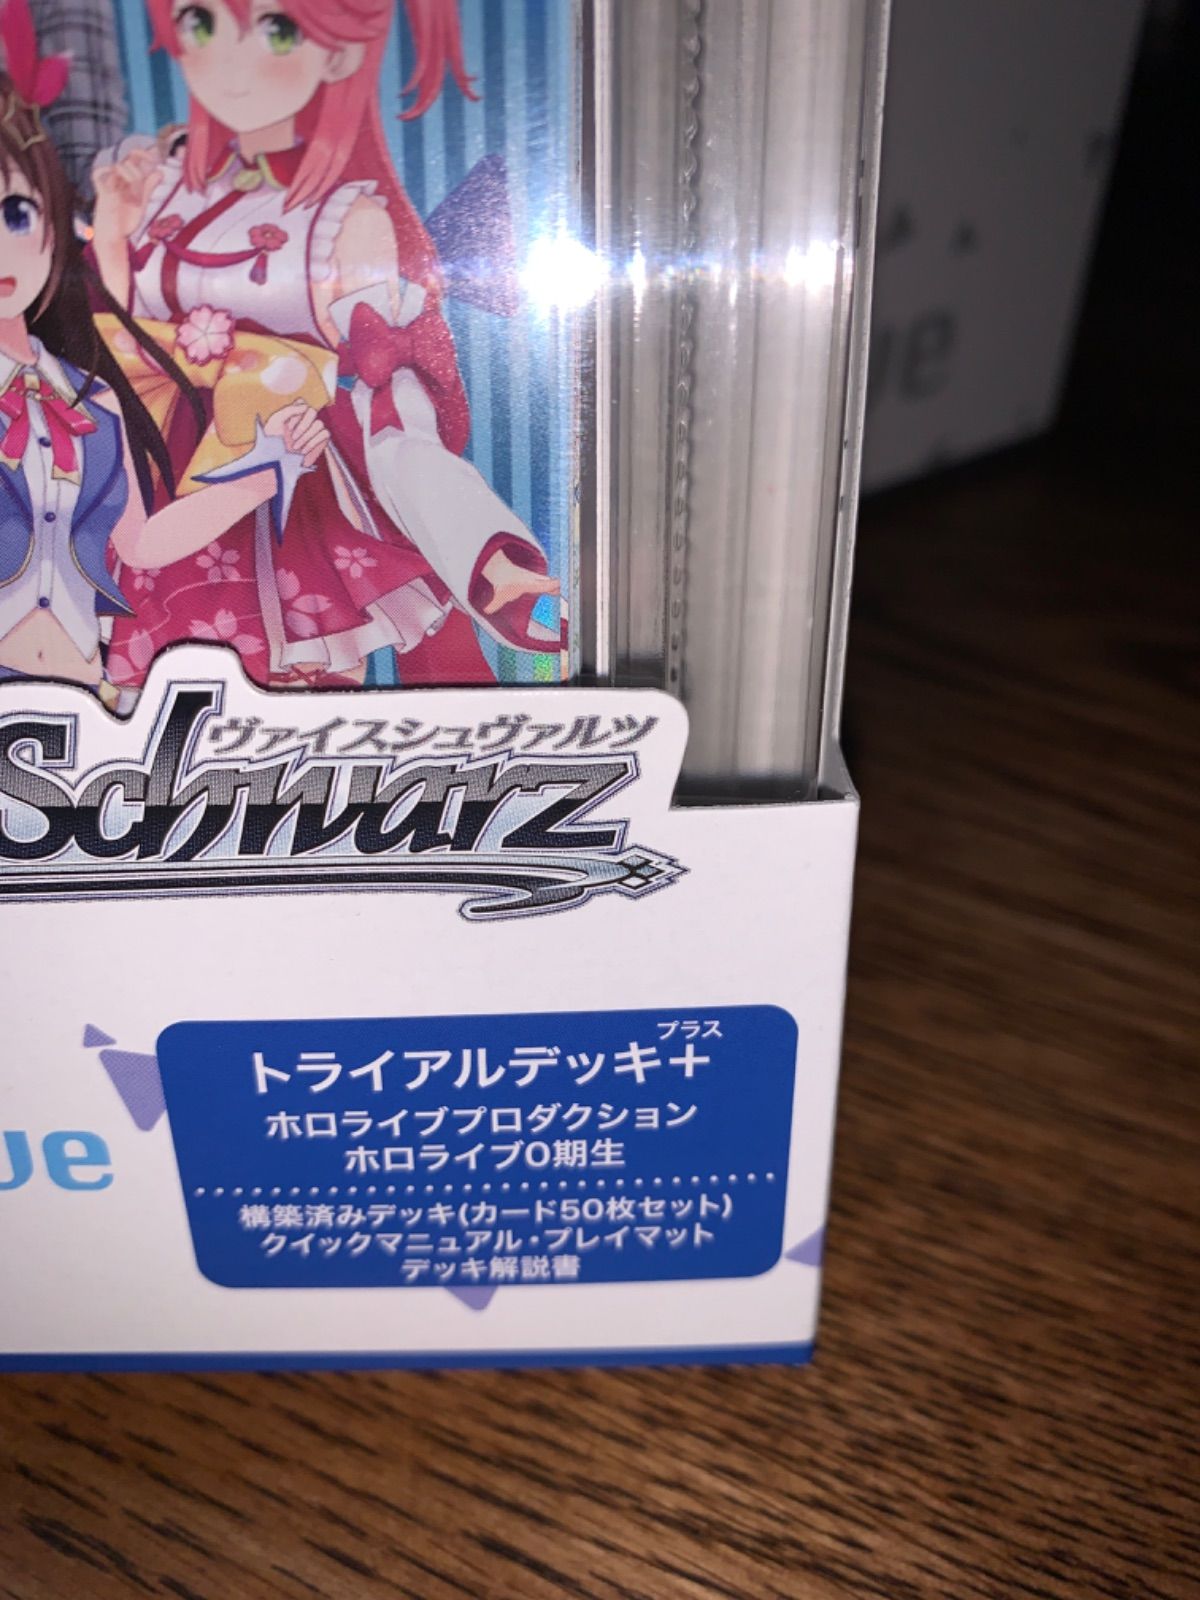 ヴァイスシュヴァルツ
Schwarz
プラス
トライアルデッキ+
ホロライブプロダクション
ホロライブ0期生
構築済みデッキ(カード50枚セット)
クイックマニュアル・プレイマット
デッキ解説書